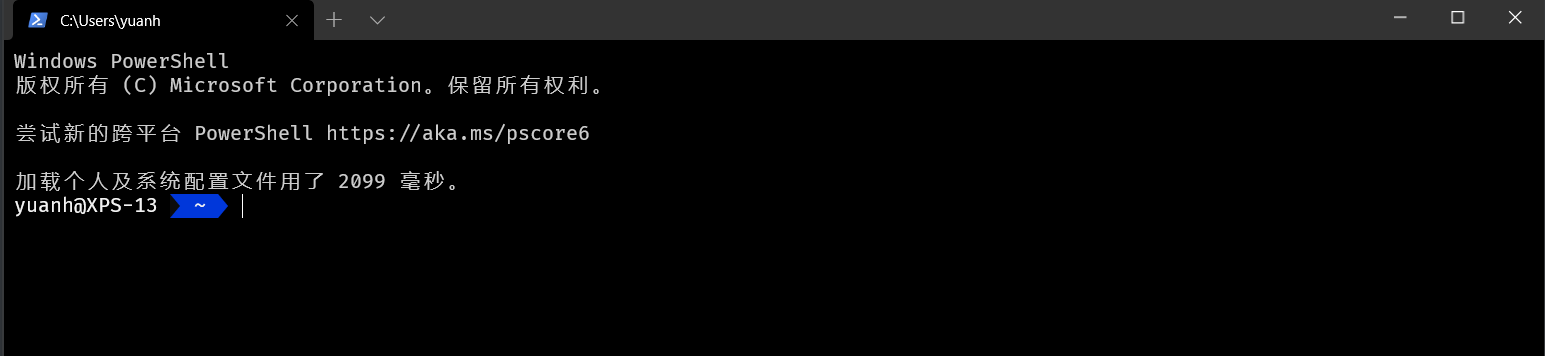 C:\Users\yuanh
Windows PowerShell
版权所有 (C) Microsoft Corporation。保留所有权利。
尝试新的跨平台 PowerShell https://aka.ms/pscore6
加载个人及系统配置文件用了 2099 毫秒。
yuanh@XPS-13 ~